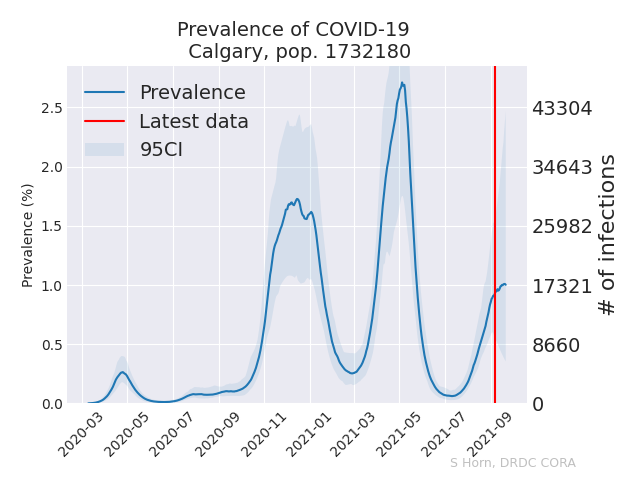 Prevalence of COVID-19
Calgary, pop. 1732180
Prevalence
Latest data
95CI
Prevalence (%)
2.5
2.0
1.5
1.0
0.5
0.0
43304
34643
25982
17321
8660
0
# of infections
2020-03
2020-05
2020-07
2020-09
2020-11
2021-01
2021-03
2021-05
2021-07
2021-09
S Horn, DRDC CORA